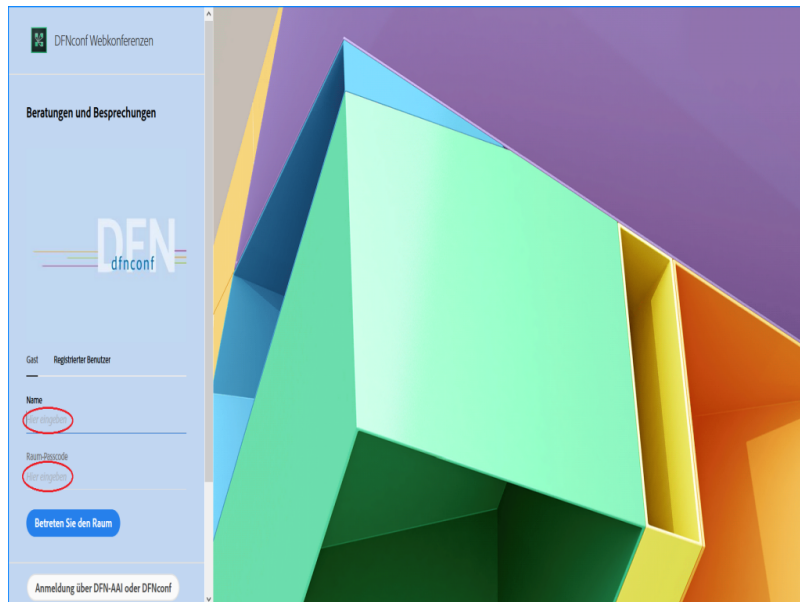 DFNconf Webkonferenzen
Beratungen und Besprechungen
DFN
dfnconf
Gast Registrierter Benutzer
Name
Hier eingeben
Raum-Passcode
Hier eingeben
Betreten Sie den Raum
Anmeldung über DFN-AAI oder DFNconf